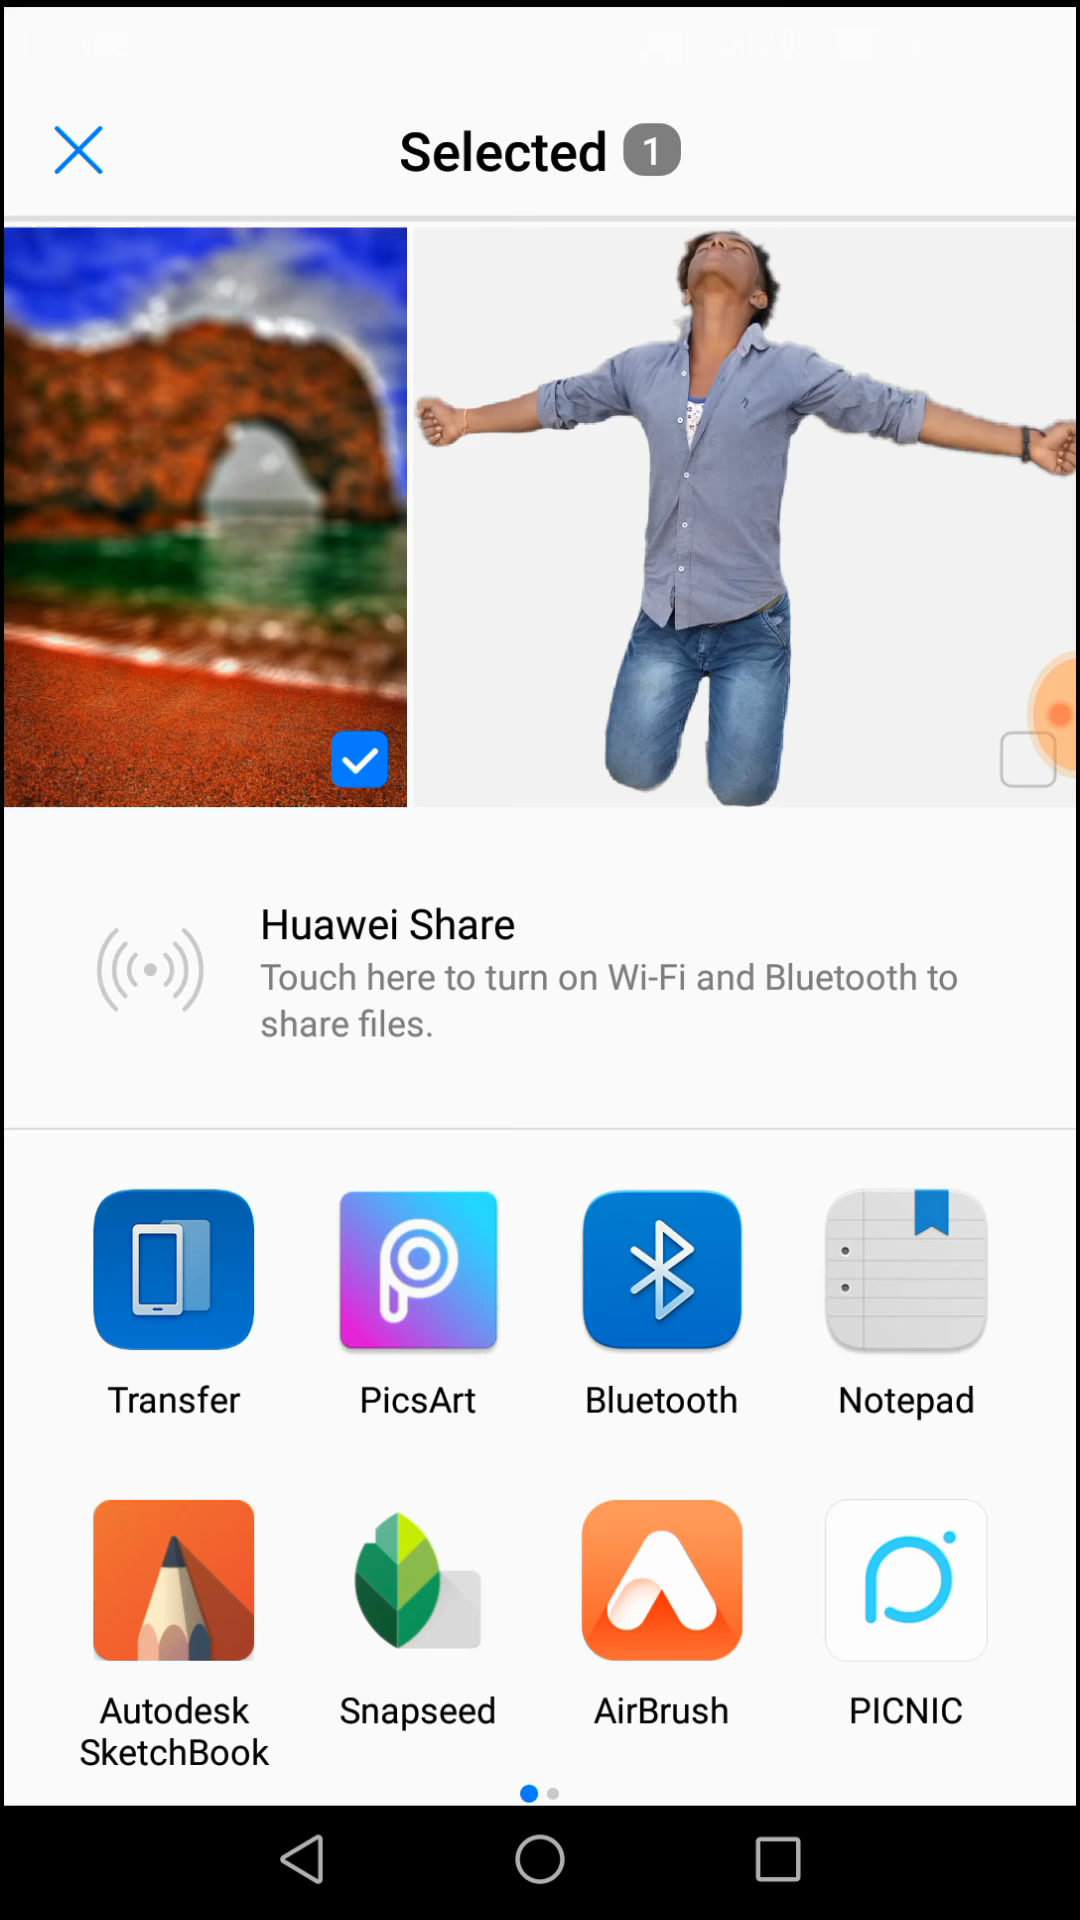 Selected 1
Huawei Share
Touch here to turn on Wi-Fi and Bluetooth to
share files.
Transfer
PicsArt
Bluetooth
Notepad
Autodesk
SketchBook
Snapseed
AirBrush
PICNIC